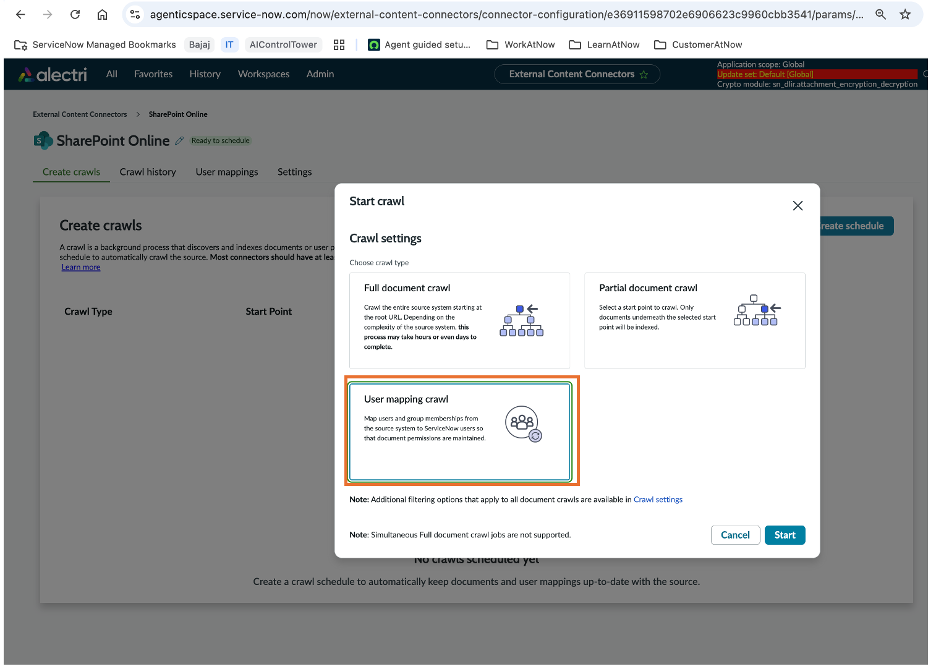 agenticspace.service-now.com/now/external-content-connectors/connector-configuration/e36911598702e6906623c9960cbb3541/params/...
ServiceNow Managed Bookmarks Bajaj IT AIControlTower Agent guided setu... WorkAtNow LearnAtNow CustomerAtNow
alectri All Favorites History Workspaces Admin External Content Connectors
Application scope: Global
Update set: Default [Global]
Crypto module: sn_dlir.attachment_encryption_decryption
External Content Connectors > SharePoint Online
SharePoint Online Ready to schedule
Create crawls Crawl history User mappings Settings
Start crawl
Create crawls
reate schedule
Crawl settings
A crawl is a background process that discovers and indexes documents or user p
schedule to automatically crawl the source. Most connectors should have at lea
Learn more
Choose crawl type
Crawl Type Start Point
Full document crawl
Crawl the entire source system starting at
the root URL. Depending on the
complexity of the source system, this
process may take hours or even days to
complete.
Partial document crawl
Select a start point to crawl. Only
documents underneath the selected start
point will be indexed.
User mapping crawl
Map users and group memberships from
the source system to ServiceNow users so
that document permissions are maintained.
Note: Additional filtering options that apply to all document crawls are available in Crawl settings
Note: Simultaneous Full document crawl jobs are not supported.
Cancel Start
No crawls scheduled yet
Create a crawl schedule to automatically keep documents and user mappings up-to-date with the source.